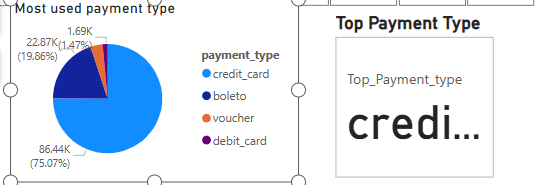 Most used payment type
1.69K
(1.47%)
22.87K
(19.86%)
86.44K
(75.07%)
payment_type
credit_card
boleto
voucher
debit_card
Top Payment Type
Top_Payment_type
credi...